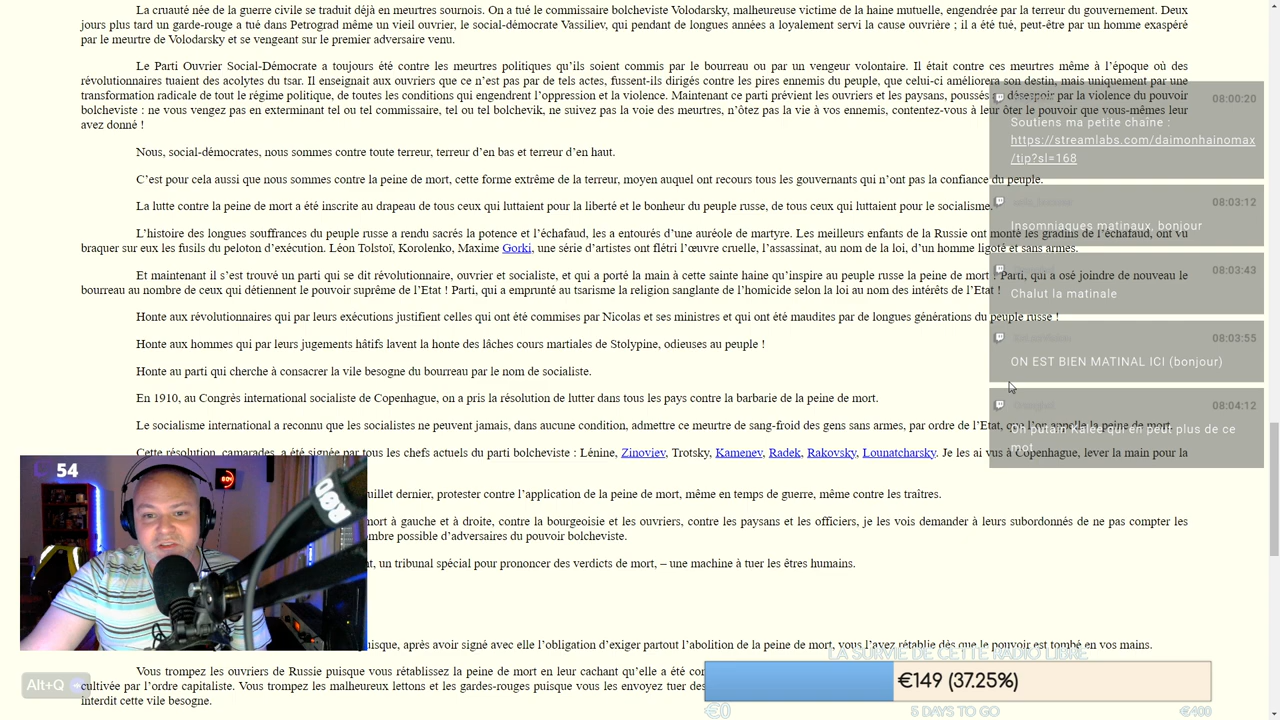 La cruauté née de la guerre civile se traduit déjà en meurtres sournois. On a tué le commissaire bolcheviste Volodarsky, malheureuse victime de la haine mutuelle, engendrée par la terreur du gouvernement. Deux
jours plus tard un garde-rouge a tué dans Petrograd même un vieil ouvrier, le social-démocrate Vassiliev, qui pendant de longues années a loyalement servi la cause ouvrière ; il a été tué, peut-être par un homme exaspéré
par le meurtre de Volodarsky et se vengeant sur le premier adversaire venu.
Le Parti Ouvrier Social-Démocrate a toujours été contre les meurtres politiques qu'ils soient commis par le bourreau ou par un vengeur volontaire. Il était contre ces meurtres même à l'époque où des
révolutionnaires tuaient des acolytes du tsar. Il enseignait aux ouvriers que ce n'est pas par de tels actes, fussent-ils dirigés contre les pires ennemis du peuple, que celui-ci améliorera son destin, mais uniquement par une
transformation radicale de tout le régime politique, de toutes les conditions qui engendrent l'oppression et la violence. Maintenant ce parti prévient les ouvriers et les paysans, poussés au désespoir par la violence du pouvoir
bolcheviste : ne vous vengez pas en exterminant tel ou tel commissaire, tel ou tel bolchevik, ne suivez pas la voie des meurtres, n'ôtez pas la vie à vos ennemis, contentez-vous à leur ôter le pouvoir que vous-mêmes leur
avez donné !
Nous, social-démocrates, nous sommes contre toute terreur, terreur d'en bas et terreur d'en haut.
C'est pour cela aussi que nous sommes contre la peine de mort, cette forme extrême de la terreur, moyen auquel ont recours tous les gouvernants qui n'ont pas la confiance du peuple.
La lutte contre la peine de mort a été inscrite au drapeau de tous ceux qui luttaient pour la liberté et le bonheur du peuple russe, de tous ceux qui luttaient pour le socialisme.
L'histoire des longues souffrances du peuple russe a rendu sacrés la potence et l'échafaud, les a entourés d'une auréole de martyre. Les meilleurs enfants de la Russie ont monté les gradins de l'échafaud, ont vu
braquer sur eux les fusils du peloton d'exécution. Léon Tolstoï, Korolenko, Maxime Gorki, une série d'artistes ont flétri l'œuvre cruelle, l'assassinat, au nom de la loi, d'un homme ligoté et sans armes.
Et maintenant il s'est trouvé un parti qui se dit révolutionnaire, ouvrier et socialiste, et qui a porté la main à cette sainte haine qu'inspire au peuple russe la peine de mort ! Parti, qui a osé joindre de nouveau le
bourreau au nombre de ceux qui détiennent le pouvoir suprême de l'Etat ! Parti, qui a emprunté au tsarisme la religion sanglante de l'homicide selon la loi au nom des intérêts de l'Etat !
Honte aux révolutionnaires qui par leurs exécutions justifient celles qui ont été commises par Nicolas et ses ministres et qui ont été maudites par de longues générations du peuple russe !
Honte aux hommes qui par leurs jugements hâtifs lavent la honte des lâches cours martiales de Stolypine, odieuses au peuple !
Honte au parti qui cherche à consacrer la vile besogne du bourreau par le nom de socialiste.
En 1910, au Congrès international socialiste de Copenhague, on a pris la résolution de lutter dans tous les pays contre la barbarie de la peine de mort.
Le socialisme international a reconnu que les socialistes ne peuvent jamais, dans aucune condition, admettre ce meurtre de sang-froid des gens sans armes, par ordre de l'Etat, que l'on appelle la peine de mort.
Cette résolution, camarades, a été signée par tous les chefs actuels du parti bolcheviste : Lénine, Zinoviev, Trotsky, Kamenev, Radek, Rakovsky, Lounatcharsky. Je les ai vus à Copenhague, lever la main pour la
uillet dernier, protester contre l'application de la peine de mort, même en temps de guerre, même contre les traîtres.
mort à gauche et à droite, contre la bourgeoisie et les ouvriers, contre les paysans et les officiers, je les vois demander à leurs subordonnés de ne pas compter les
ombre possible d'adversaires du pouvoir bolcheviste.
nt, un tribunal spécial pour prononcer des verdicts de mort, – une machine à tuer les êtres humains.
uisque, après avoir signé avec elle l'obligation d'exiger partout l'abolition de la peine de mort, vous l'avez rétablie dès que le pouvoir est tombé en vos mains.
Vous trompez les ouvriers de Russie puisque vous rétablissez la peine de mort en leur cachant qu'elle a été con
cultivée par l'ordre capitaliste. Vous trompez les malheureux lettons et les gardes-rouges puisque vous les envoyez tuer des
interdit cette vile besogne.
08:00:20
Soutiens ma petite chaine :
https://streamlabs.com/daimonhainomax
/tip?sl=168
08:03:12
Insomniaques matinaux, bonjour
08:03:43
Chalut la matinale
08:03:55
ON EST BIEN MATINAL ICI (bonjour)
08:04:12
Oh putain Kalee qui en peut plus de ce
mot
54
Alt+Q
LA SURVIE DE CETTE RADIO LIBRE
€149 (37.25%)
€0
5 DAYS TO GO
€400